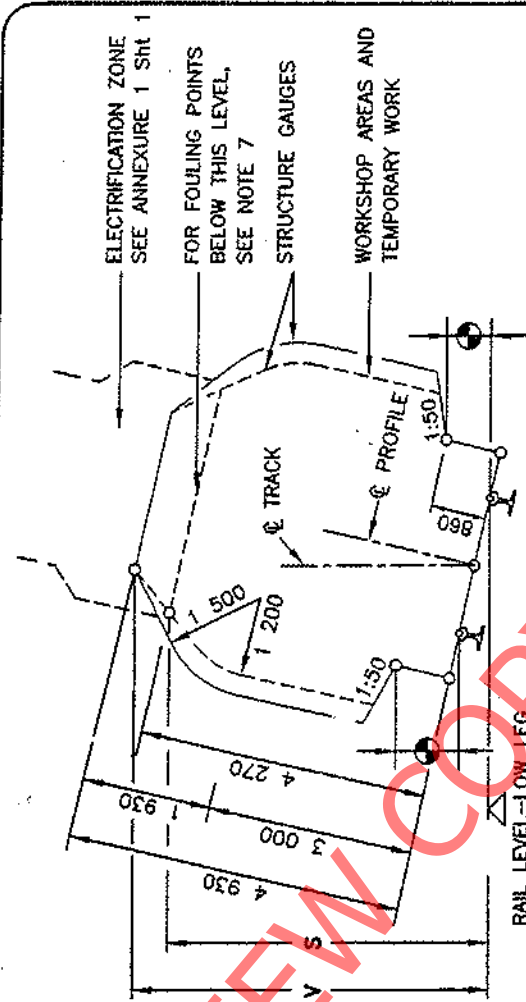 ELECTRIFICATION ZONE
SEE ANNEXURE 1 Sht 1
FOR FOULING POINTS
BELOW THIS LEVEL,
SEE NOTE 7
STRUCTURE GAUGES
WORKSHOP AREAS AND
TEMPORARY WORK
℄ TRACK
℄ PROFILE
1 500
1 200
1:50
1:50
860
4 270
1 930
3 000
4 930
S
V
RAIL LEVEL-LOW LEG
EW COP